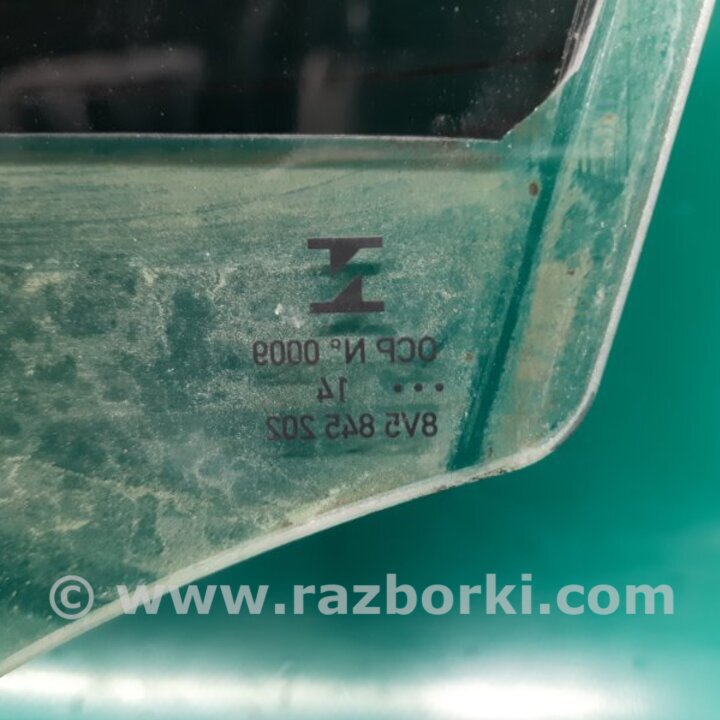 OCP N° 0009
••• 14
8V5 845 202
© www.razborki.com